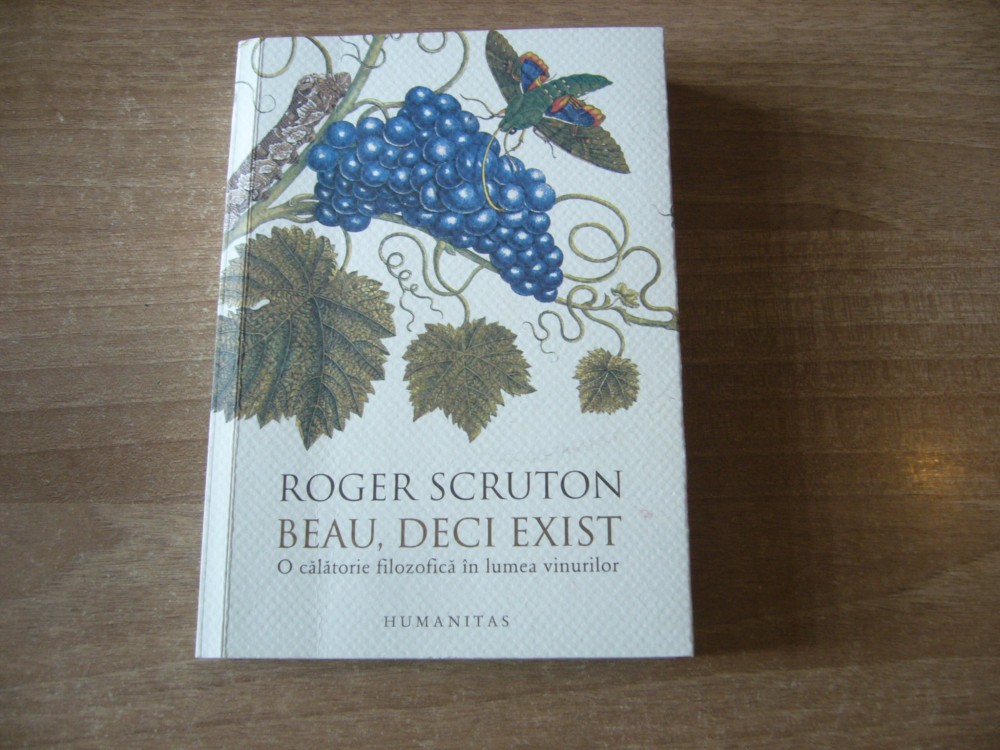 ROGER SCRUTON
BEAU, DECI EXIST
O călătorie filozofică în lumea vinurilor
HUMANITAS